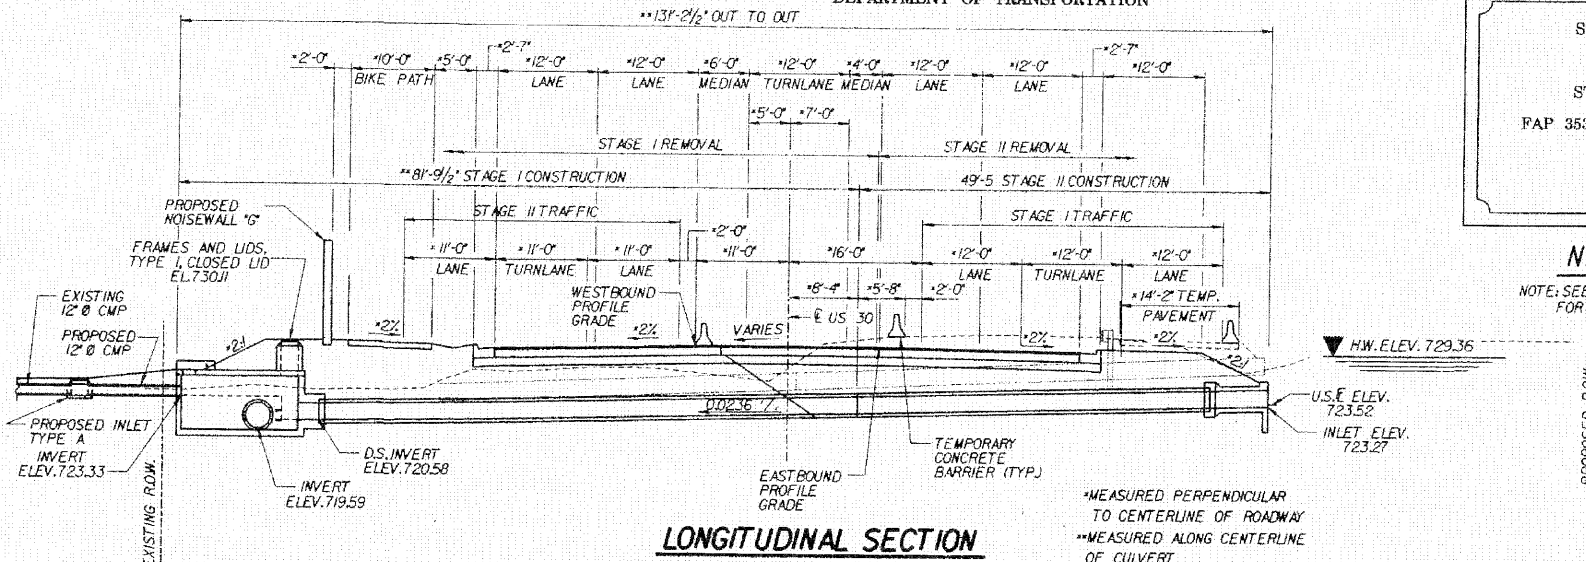 DEPARTMENT OF TRANSPORTATION
**131'-2 1/2" OUT TO OUT
*2'-0"
*10'-0"
*5'-0"
*2'-7"
*12'-0"
*12'-0"
*6'-0"
*12'-0"
*4'-0"
*12'-0"
*12'-0"
*2'-7"
*12'-0"
BIKE PATH
LANE
LANE
MEDIAN
TURNLANE
MEDIAN
LANE
LANE
*5'-0"
*7'-0"
STAGE I REMOVAL
STAGE II REMOVAL
**81'-9 1/2" STAGE I CONSTRUCTION
49'-5 STAGE II CONSTRUCTION
STAGE II TRAFFIC
STAGE I TRAFFIC
*2'-0"
*11'-0"
*11'-0"
*11'-0"
*11'-0"
*16'-0"
*12'-0"
*12'-0"
*12'-0"
LANE
TURNLANE
LANE
LANE
TURNLANE
LANE
*8'-4"
*5'-8"
*2'-0"
*14'-2" TEMP.
PAVEMENT
PROPOSED
NOISEWALL "G"
FRAMES AND LIDS,
TYPE 1, CLOSED LID
EL.730.11
EXISTING
12" Ø CMP
PROPOSED
12" Ø CMP
WESTBOUND
PROFILE
GRADE
℄ US 30
VARIES
*2:1
*2%
*2%
*2%
*2%
H.W. ELEV. 729.36
0.0236 '/'
PROPOSED INLET
TYPE A
INVERT
ELEV.723.33
EXISTING R.O.W.
INVERT
ELEV.719.59
D.S. INVERT
ELEV.720.58
EASTBOUND
PROFILE
GRADE
TEMPORARY
CONCRETE
BARRIER (TYP.)
ELEV.
723.52
INLET ELEV.
723.27
*MEASURED PERPENDICULAR
TO CENTERLINE OF ROADWAY
**MEASURED ALONG CENTERLINE
OF CULVERT
LONGITUDINAL SECTION
S
FAP 353
N
NOTE: SEE
FOR
PROPOSED ROW